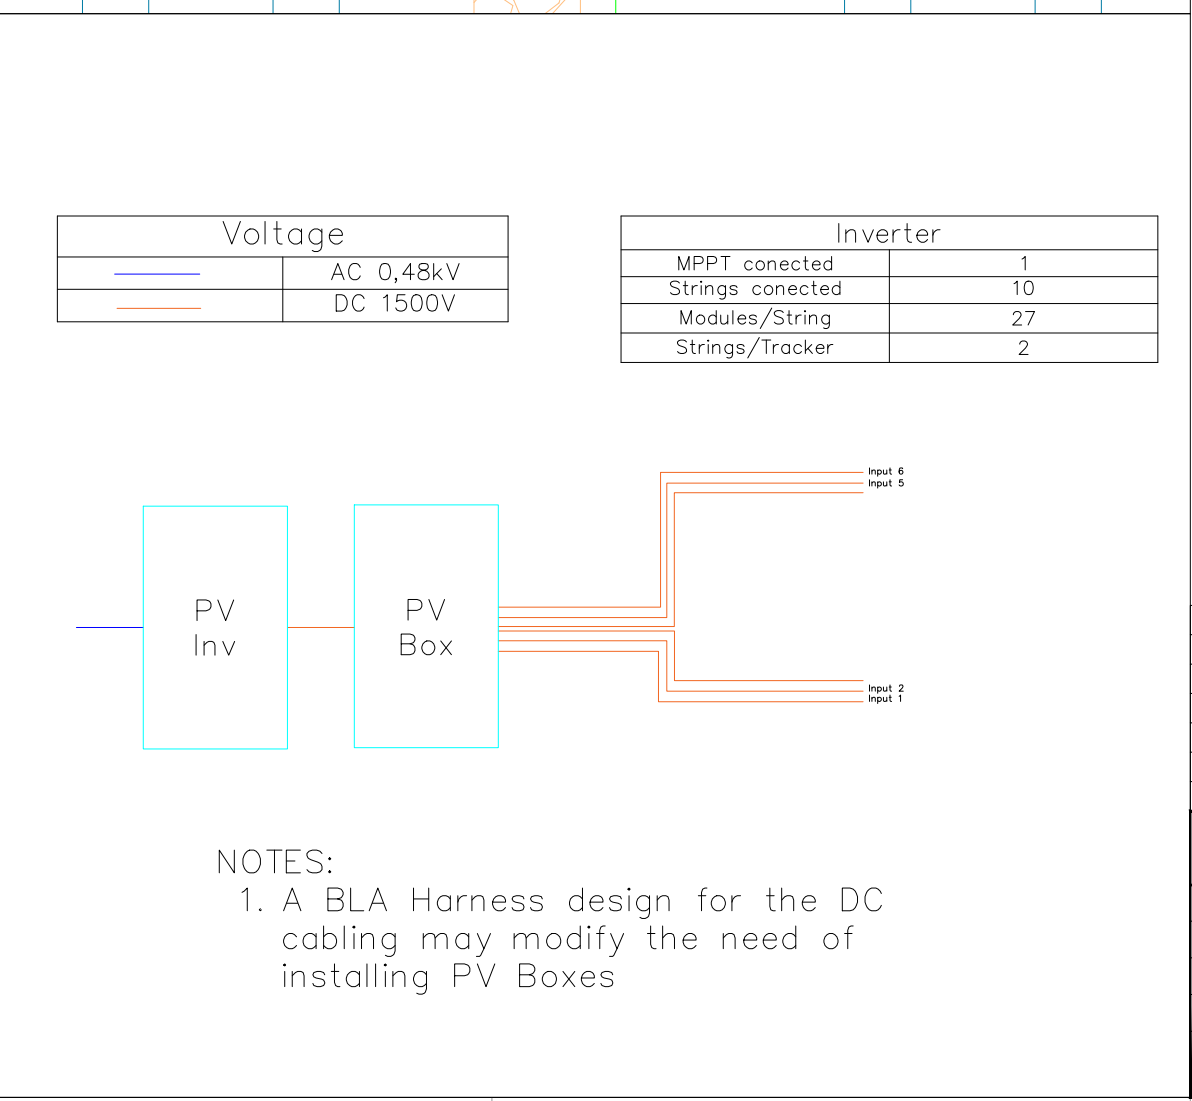 Voltage
AC 0,48kV
DC 1500V
Inverter
MPPT conected 1
Strings conected 10
Modules/String 27
Strings/Tracker 2
Input 6
Input 5
PV
Inv
PV
Box
Input 2
Input 1
NOTES:
1. A BLA Harness design for the DC
cabling may modify the need of
installing PV Boxes